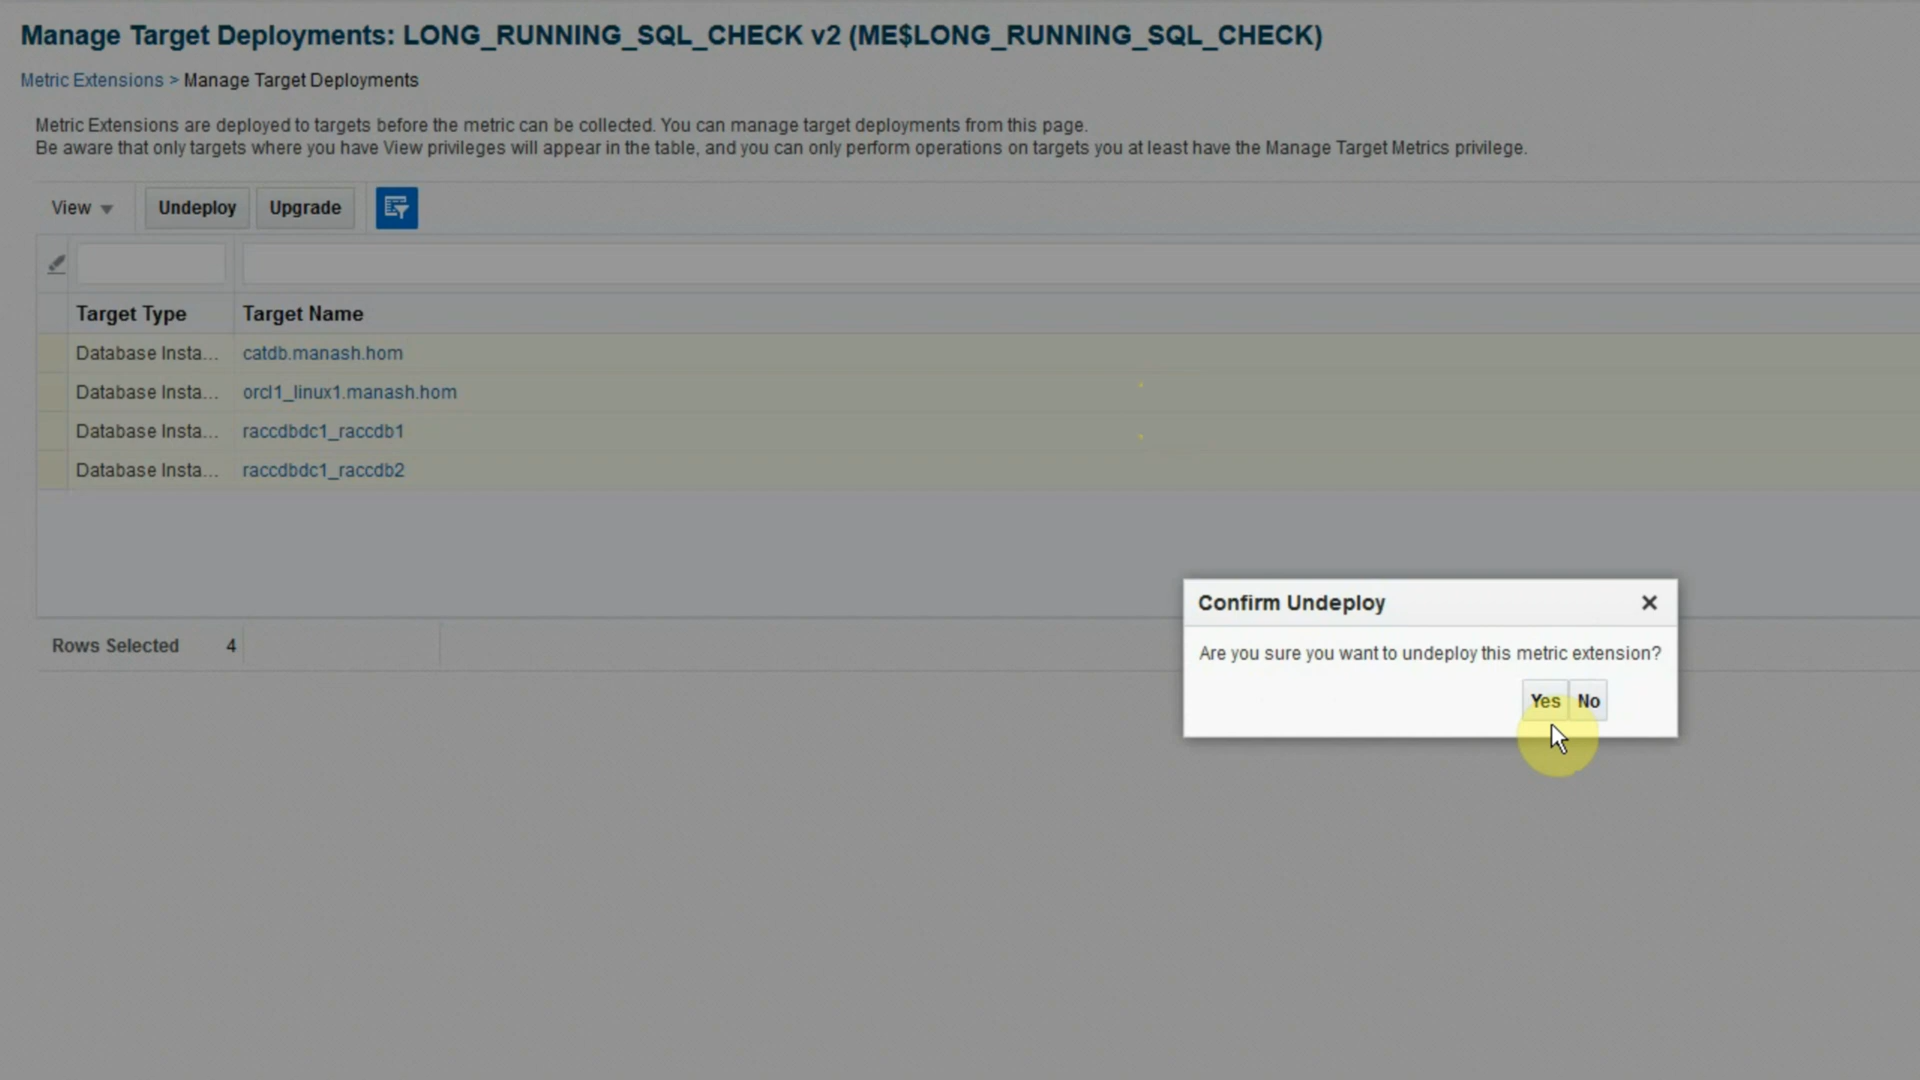 Manage Target Deployments: LONG_RUNNING_SQL_CHECK v2 (ME$LONG_RUNNING_SQL_CHECK)
Metric Extensions > Manage Target Deployments
Metric Extensions are deployed to targets before the metric can be collected. You can manage target deployments from this page.
Be aware that only targets where you have View privileges will appear in the table, and you can only perform operations on targets you at least have the Manage Target Metrics privilege.
View Undeploy Upgrade
Target Type Target Name
Database Insta... catdb.manash.hom
Database Insta... orcl1_linux1.manash.hom
Database Insta... raccdbdc1_raccdb1
Database Insta... raccdbdc1_raccdb2
Rows Selected 4
Confirm Undeploy
Are you sure you want to undeploy this metric extension?
Yes No